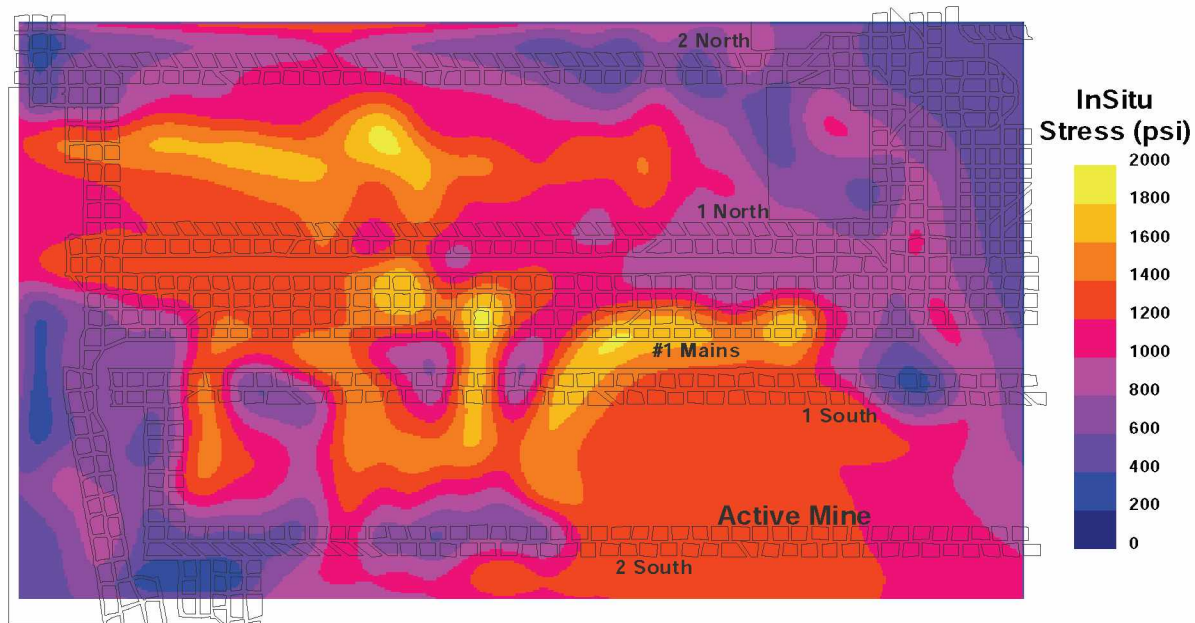 2 North
InSitu
Stress (psi)
2000
1800
1600
1400
1200
1000
800
600
400
200
0
1 North
#1 Mains
1 South
Active Mine
2 South